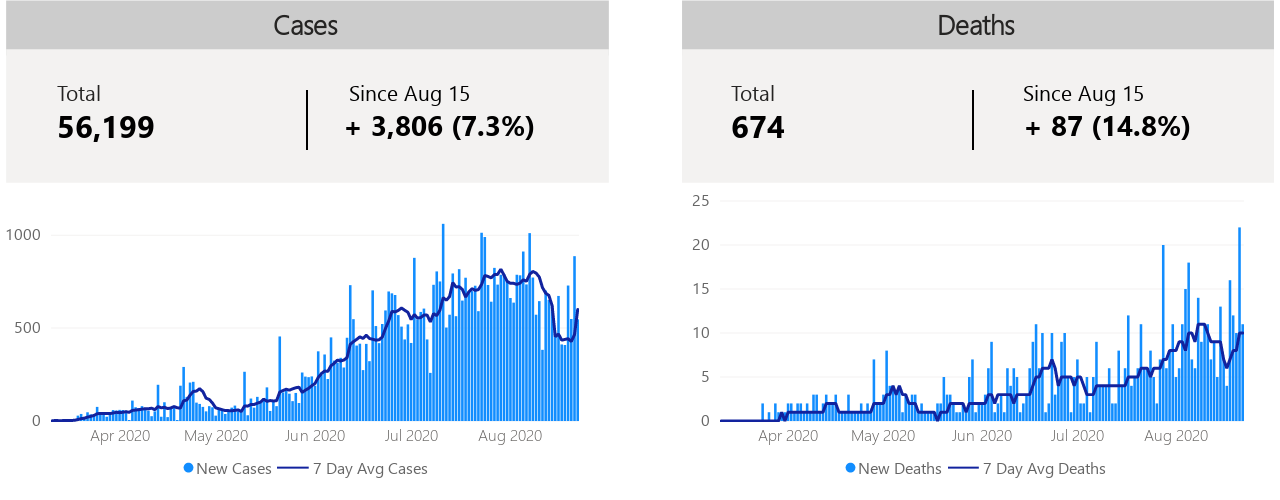 Cases
Total
56,199
Since Aug 15
+ 3,806 (7.3%)
1000
500
0
Apr 2020 May 2020 Jun 2020 Jul 2020 Aug 2020
New Cases 7 Day Avg Cases
Deaths
Total
674
Since Aug 15
+ 87 (14.8%)
25
20
15
10
5
0
Apr 2020 May 2020 Jun 2020 Jul 2020 Aug 2020
New Deaths 7 Day Avg Deaths